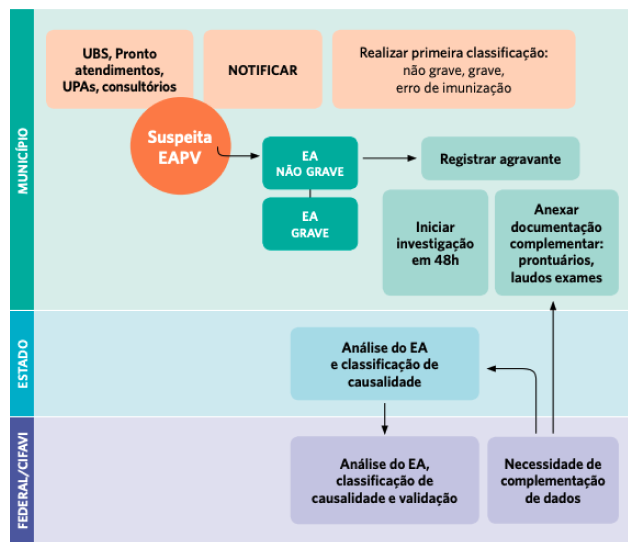 MUNICÍPIO
UBS, Pronto
atendimentos,
UPAs, consultórios
NOTIFICAR
Realizar primeira classificação:
não grave, grave,
erro de imunização
Suspeita
EAPV
EA
NÃO GRAVE
Registrar agravante
EA
GRAVE
Iniciar
investigação
em 48h
Anexar
documentação
complementar:
prontuários,
laudos exames
ESTADO
Análise do EA
e classificação de
causalidade
FEDERAL/CIFAVI
Análise do EA,
classificação de
causalidade e validação
Necessidade de
complementação
de dados